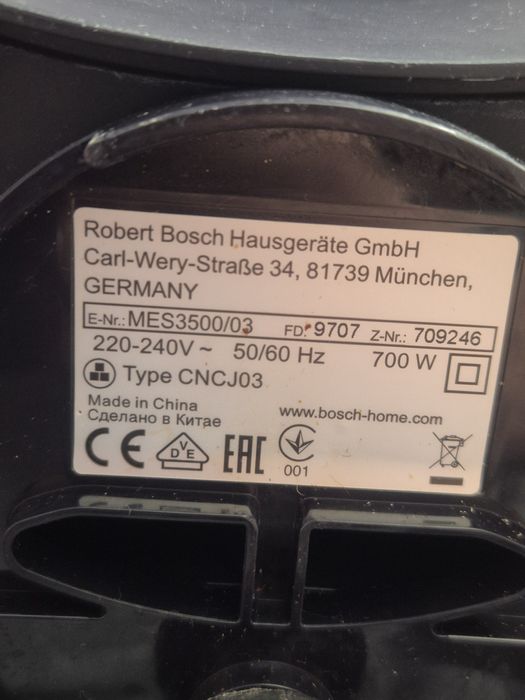 Robert Bosch Hausgeräte GmbH
Carl-Wery-Straße 34, 81739 München,
GERMANY
E-Nr.: MES3500/03 FD: 9707 Z-Nr.: 709246
220-240V ~ 50/60 Hz 700 W
Type CNCJ03
Made in China
Сделано в Китае www.bosch-home.com
CE DVE EAC 001